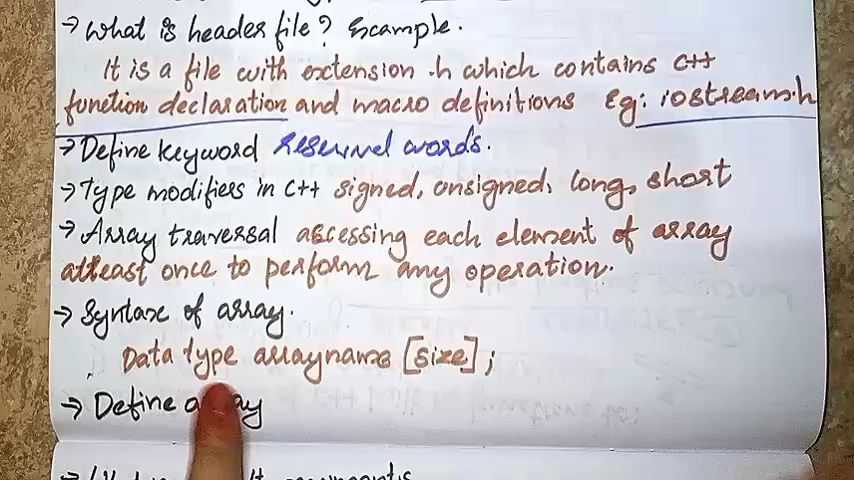 → What is header file? Example.
It is a file with extension .h which contains C++
function declaration and macro definitions Eg: iostream.h
→ Define keyword reserved words.
→ Type modifiers in C++ signed, unsigned, long, short
→ Array traversal accessing each element of array
atleast once to perform any operation.
→ Syntax of array.
Data type arrayname [size];
→ Define array